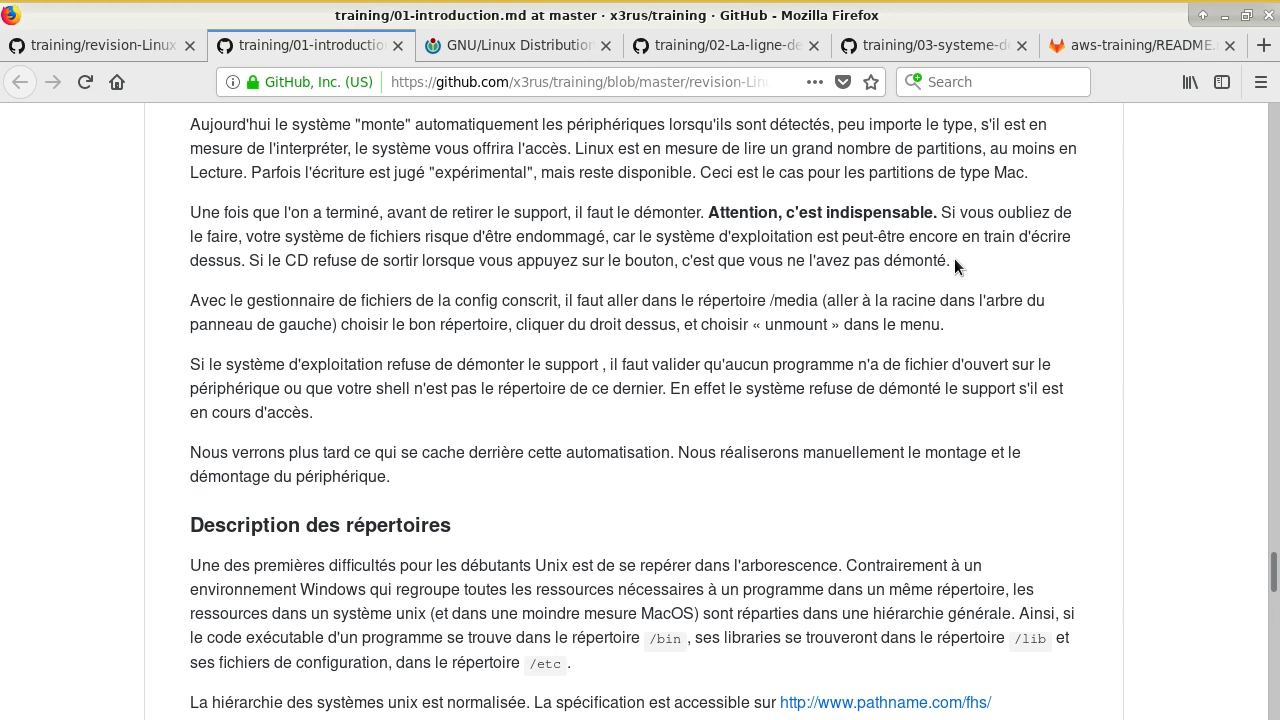 training/01-introduction.md at master · x3rus/training · GitHub - Mozilla Firefox
training/revision-Linux
training/01-introduction
GNU/Linux Distribution
training/02-La-ligne-de
training/03-systeme-d
aws-training/README.
GitHub, Inc. (US)
https://github.com/x3rus/training/blob/master/revision-Lin
Search
Aujourd'hui le système "monte" automatiquement les périphériques lorsqu'ils sont détectés, peu importe le type, s'il est en
mesure de l'interpréter, le système vous offrira l'accès. Linux est en mesure de lire un grand nombre de partitions, au moins en
Lecture. Parfois l'écriture est jugé "expérimental", mais reste disponible. Ceci est le cas pour les partitions de type Mac.
Une fois que l'on a terminé, avant de retirer le support, il faut le démonter. Attention, c'est indispensable. Si vous oubliez de
le faire, votre système de fichiers risque d'être endommagé, car le système d'exploitation est peut-être encore en train d'écrire
dessus. Si le CD refuse de sortir lorsque vous appuyez sur le bouton, c'est que vous ne l'avez pas démonté.
Avec le gestionnaire de fichiers de la config conscrit, il faut aller dans le répertoire /media (aller à la racine dans l'arbre du
panneau de gauche) choisir le bon répertoire, cliquer du droit dessus, et choisir « unmount » dans le menu.
Si le système d'exploitation refuse de démonter le support , il faut valider qu'aucun programme n'a de fichier d'ouvert sur le
périphérique ou que votre shell n'est pas le répertoire de ce dernier. En effet le système refuse de démonté le support s'il est
en cours d'accès.
Nous verrons plus tard ce qui se cache derrière cette automatisation. Nous réaliserons manuellement le montage et le
démontage du périphérique.
Description des répertoires
Une des premières difficultés pour les débutants Unix est de se repérer dans l'arborescence. Contrairement à un
environnement Windows qui regroupe toutes les ressources nécessaires à un programme dans un même répertoire, les
ressources dans un système unix (et dans une moindre mesure MacOS) sont réparties dans une hiérarchie générale. Ainsi, si
le code exécutable d'un programme se trouve dans le répertoire /bin , ses libraries se trouveront dans le répertoire /lib et
ses fichiers de configuration, dans le répertoire /etc .
La hiérarchie des systèmes unix est normalisée. La spécification est accessible sur http://www.pathname.com/fhs/